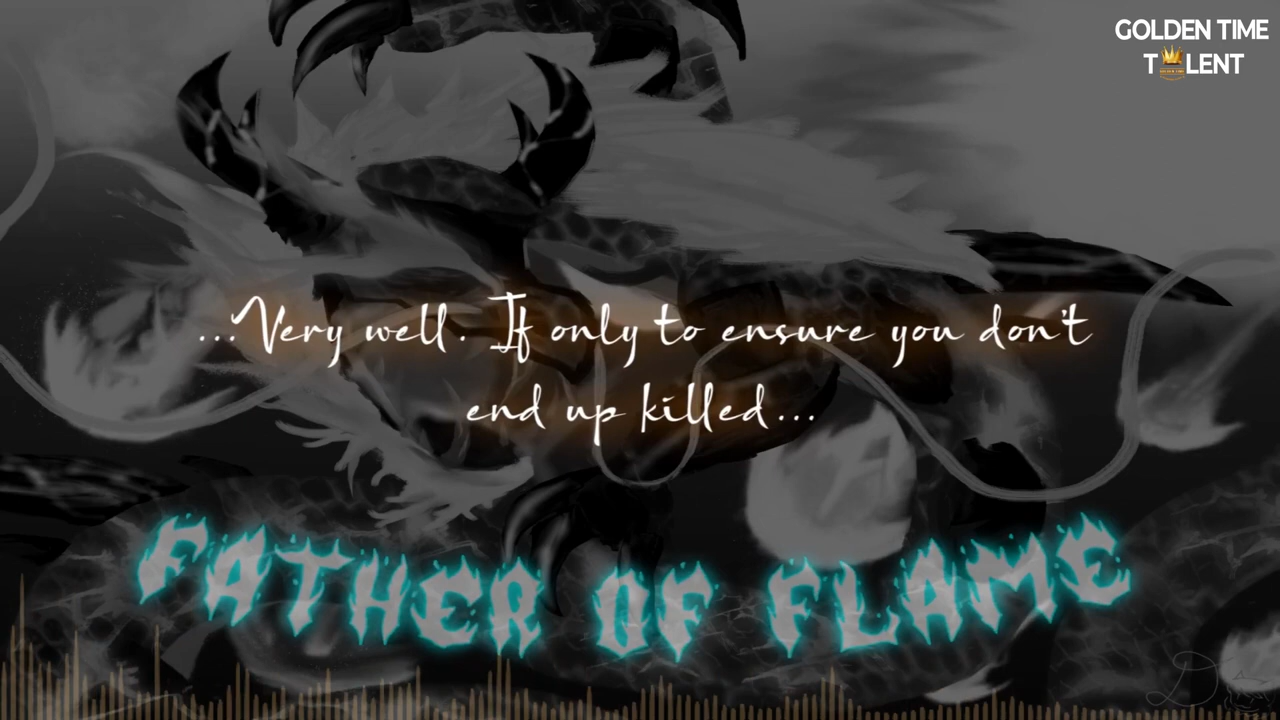 GOLDEN TIME
TALENT
...Very well. If only to ensure you don't
end up killed...
FATHER OF FLAME